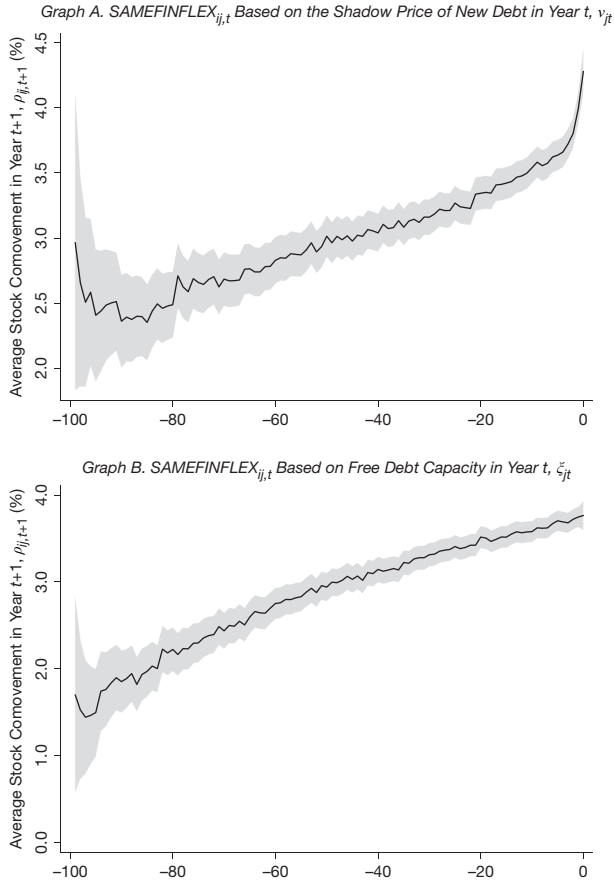 Graph A. SAMEFINFLEXij,t Based on the Shadow Price of New Debt in Year t, νjt
Average Stock Comovement in Year t+1, ρij,t+1 (%)
4.5
4.0
3.5
3.0
2.5
2.0
−100 −80 −60 −40 −20 0
Graph B. SAMEFINFLEXij,t Based on Free Debt Capacity in Year t, ξjt
Average Stock Comovement in Year t+1, ρij,t+1 (%)
4.0
3.0
2.0
1.0
0.0
−100 −80 −60 −40 −20 0